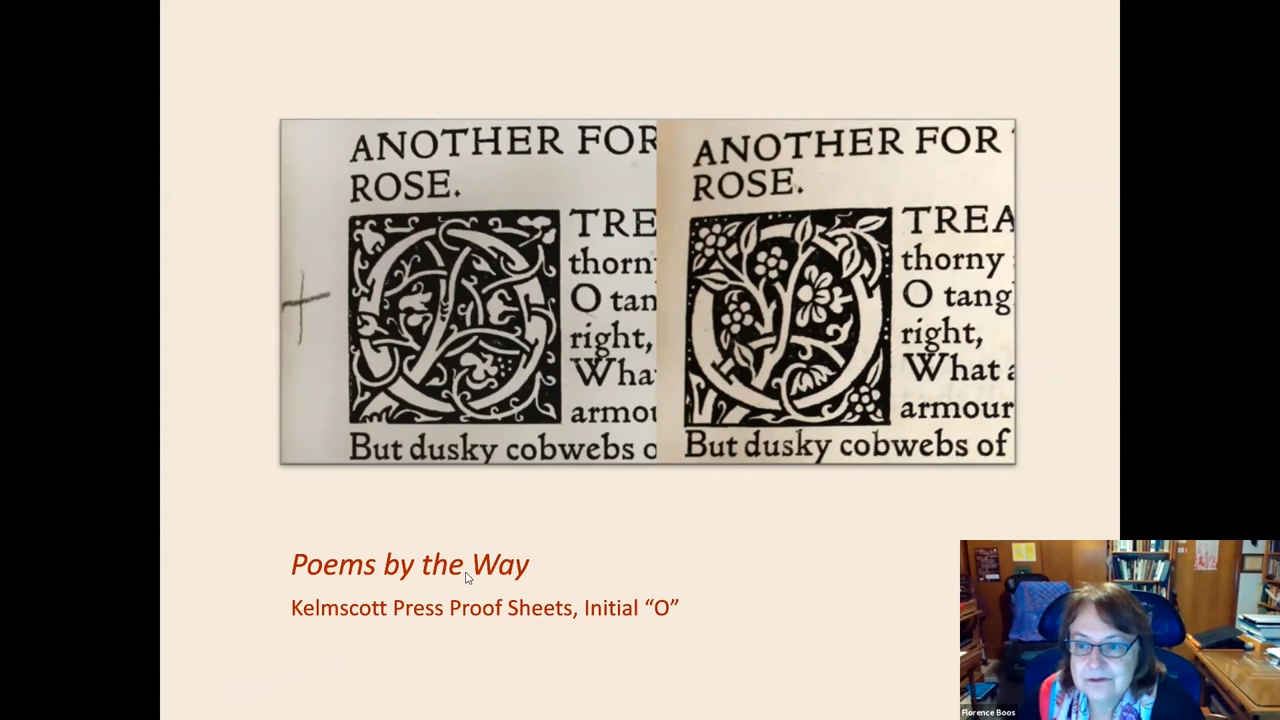 ANOTHER FOR
ROSE.
O TRE
thorn
O tan
right,
Wha
armou
But dusky cobwebs o
ANOTHER FOR
ROSE.
O TREA
thorny
O tang
right,
What a
armour
But dusky cobwebs of
Poems by the Way
Kelmscott Press Proof Sheets, Initial “O”
Florence Boos